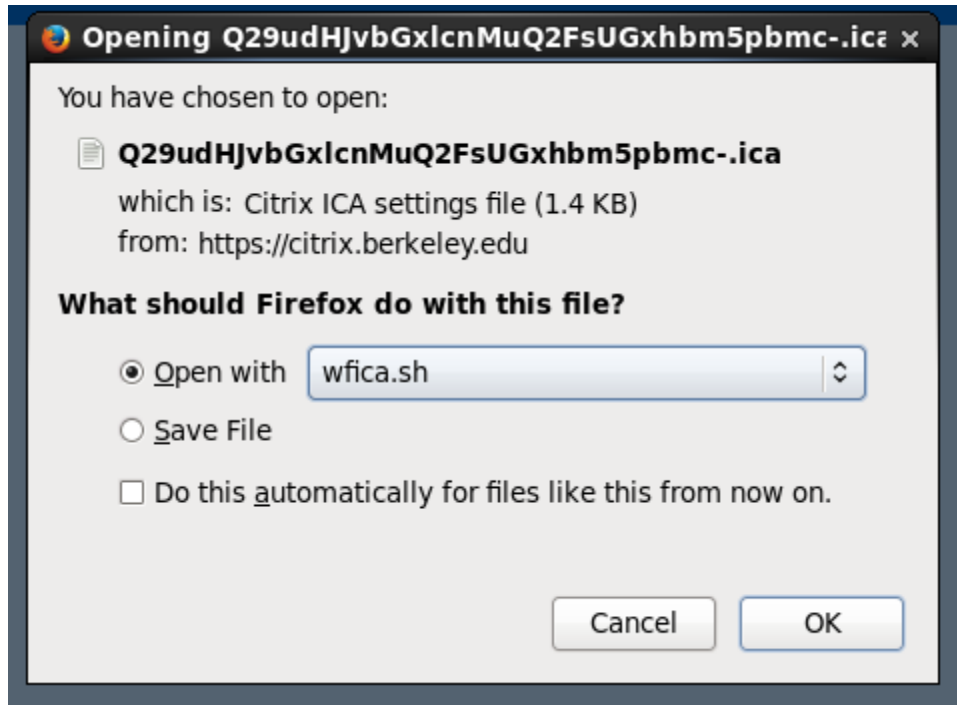 Opening Q29udHJvbGxlcnMuQ2FsUGxhbm5pbmc-.ica
You have chosen to open:
Q29udHJvbGxlcnMuQ2FsUGxhbm5pbmc-.ica
which is: Citrix ICA settings file (1.4 KB)
from: https://citrix.berkeley.edu
What should Firefox do with this file?
Open with wfica.sh
Save File
Do this automatically for files like this from now on.
Cancel OK